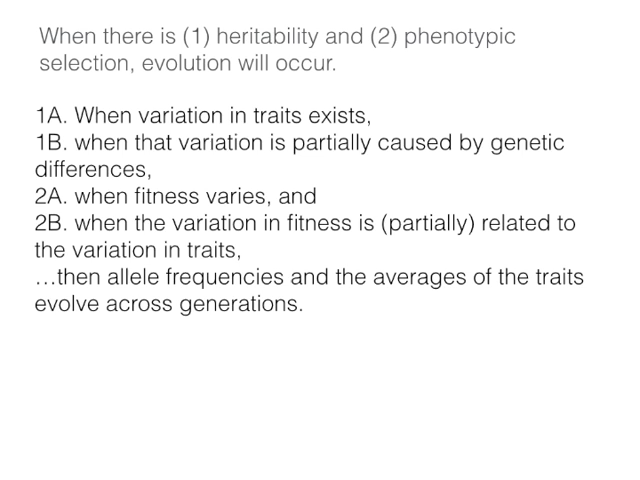 When there is (1) heritability and (2) phenotypic
selection, evolution will occur.
1A. When variation in traits exists,
1B. when that variation is partially caused by genetic
differences,
2A. when fitness varies, and
2B. when the variation in fitness is (partially) related to
the variation in traits,
…then allele frequencies and the averages of the traits
evolve across generations.